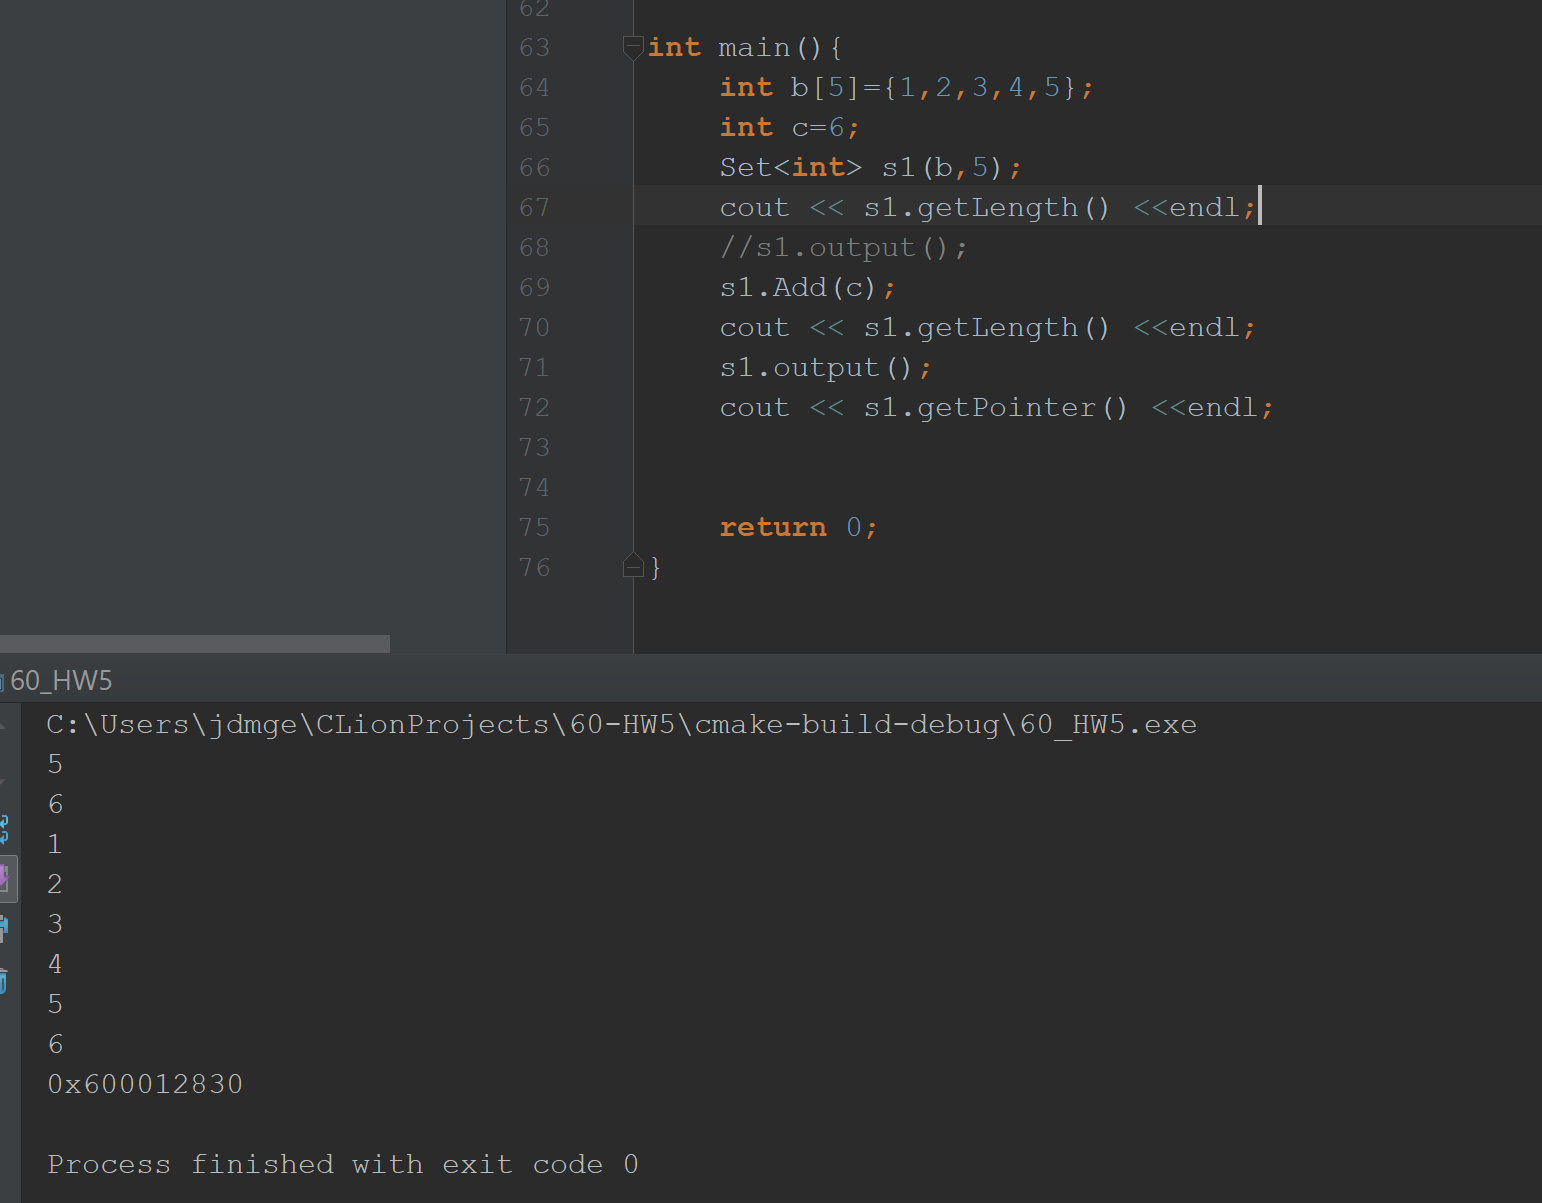 62
63 int main(){
64 int b[5]={1,2,3,4,5};
65 int c=6;
66 Set<int> s1(b,5);
67 cout << s1.getLength() <<endl;
68 //s1.output();
69 s1.Add(c);
70 cout << s1.getLength() <<endl;
71 s1.output();
72 cout << s1.getPointer() <<endl;
73
74
75 return 0;
76 }
60_HW5
C:\Users\jdmge\CLionProjects\60-HW5\cmake-build-debug\60_HW5.exe
5
6
1
2
3
4
5
6
0x600012830
Process finished with exit code 0